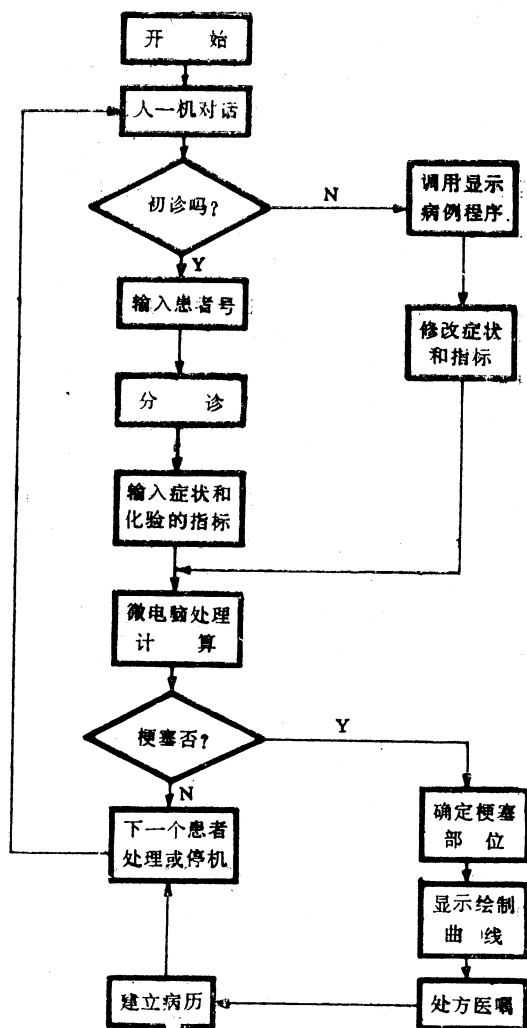 开 始
人一机对话
初诊吗?
N
调用显示
病例程序
Y
输入患者号
修改症状
和指标
分 诊
输入症状和
化验的指标
微电脑处理
计 算
梗塞否?
Y
N
确定梗塞
部 位
下一个患者
处理或停机
显示绘制
曲 线
建立病历
处方医嘱